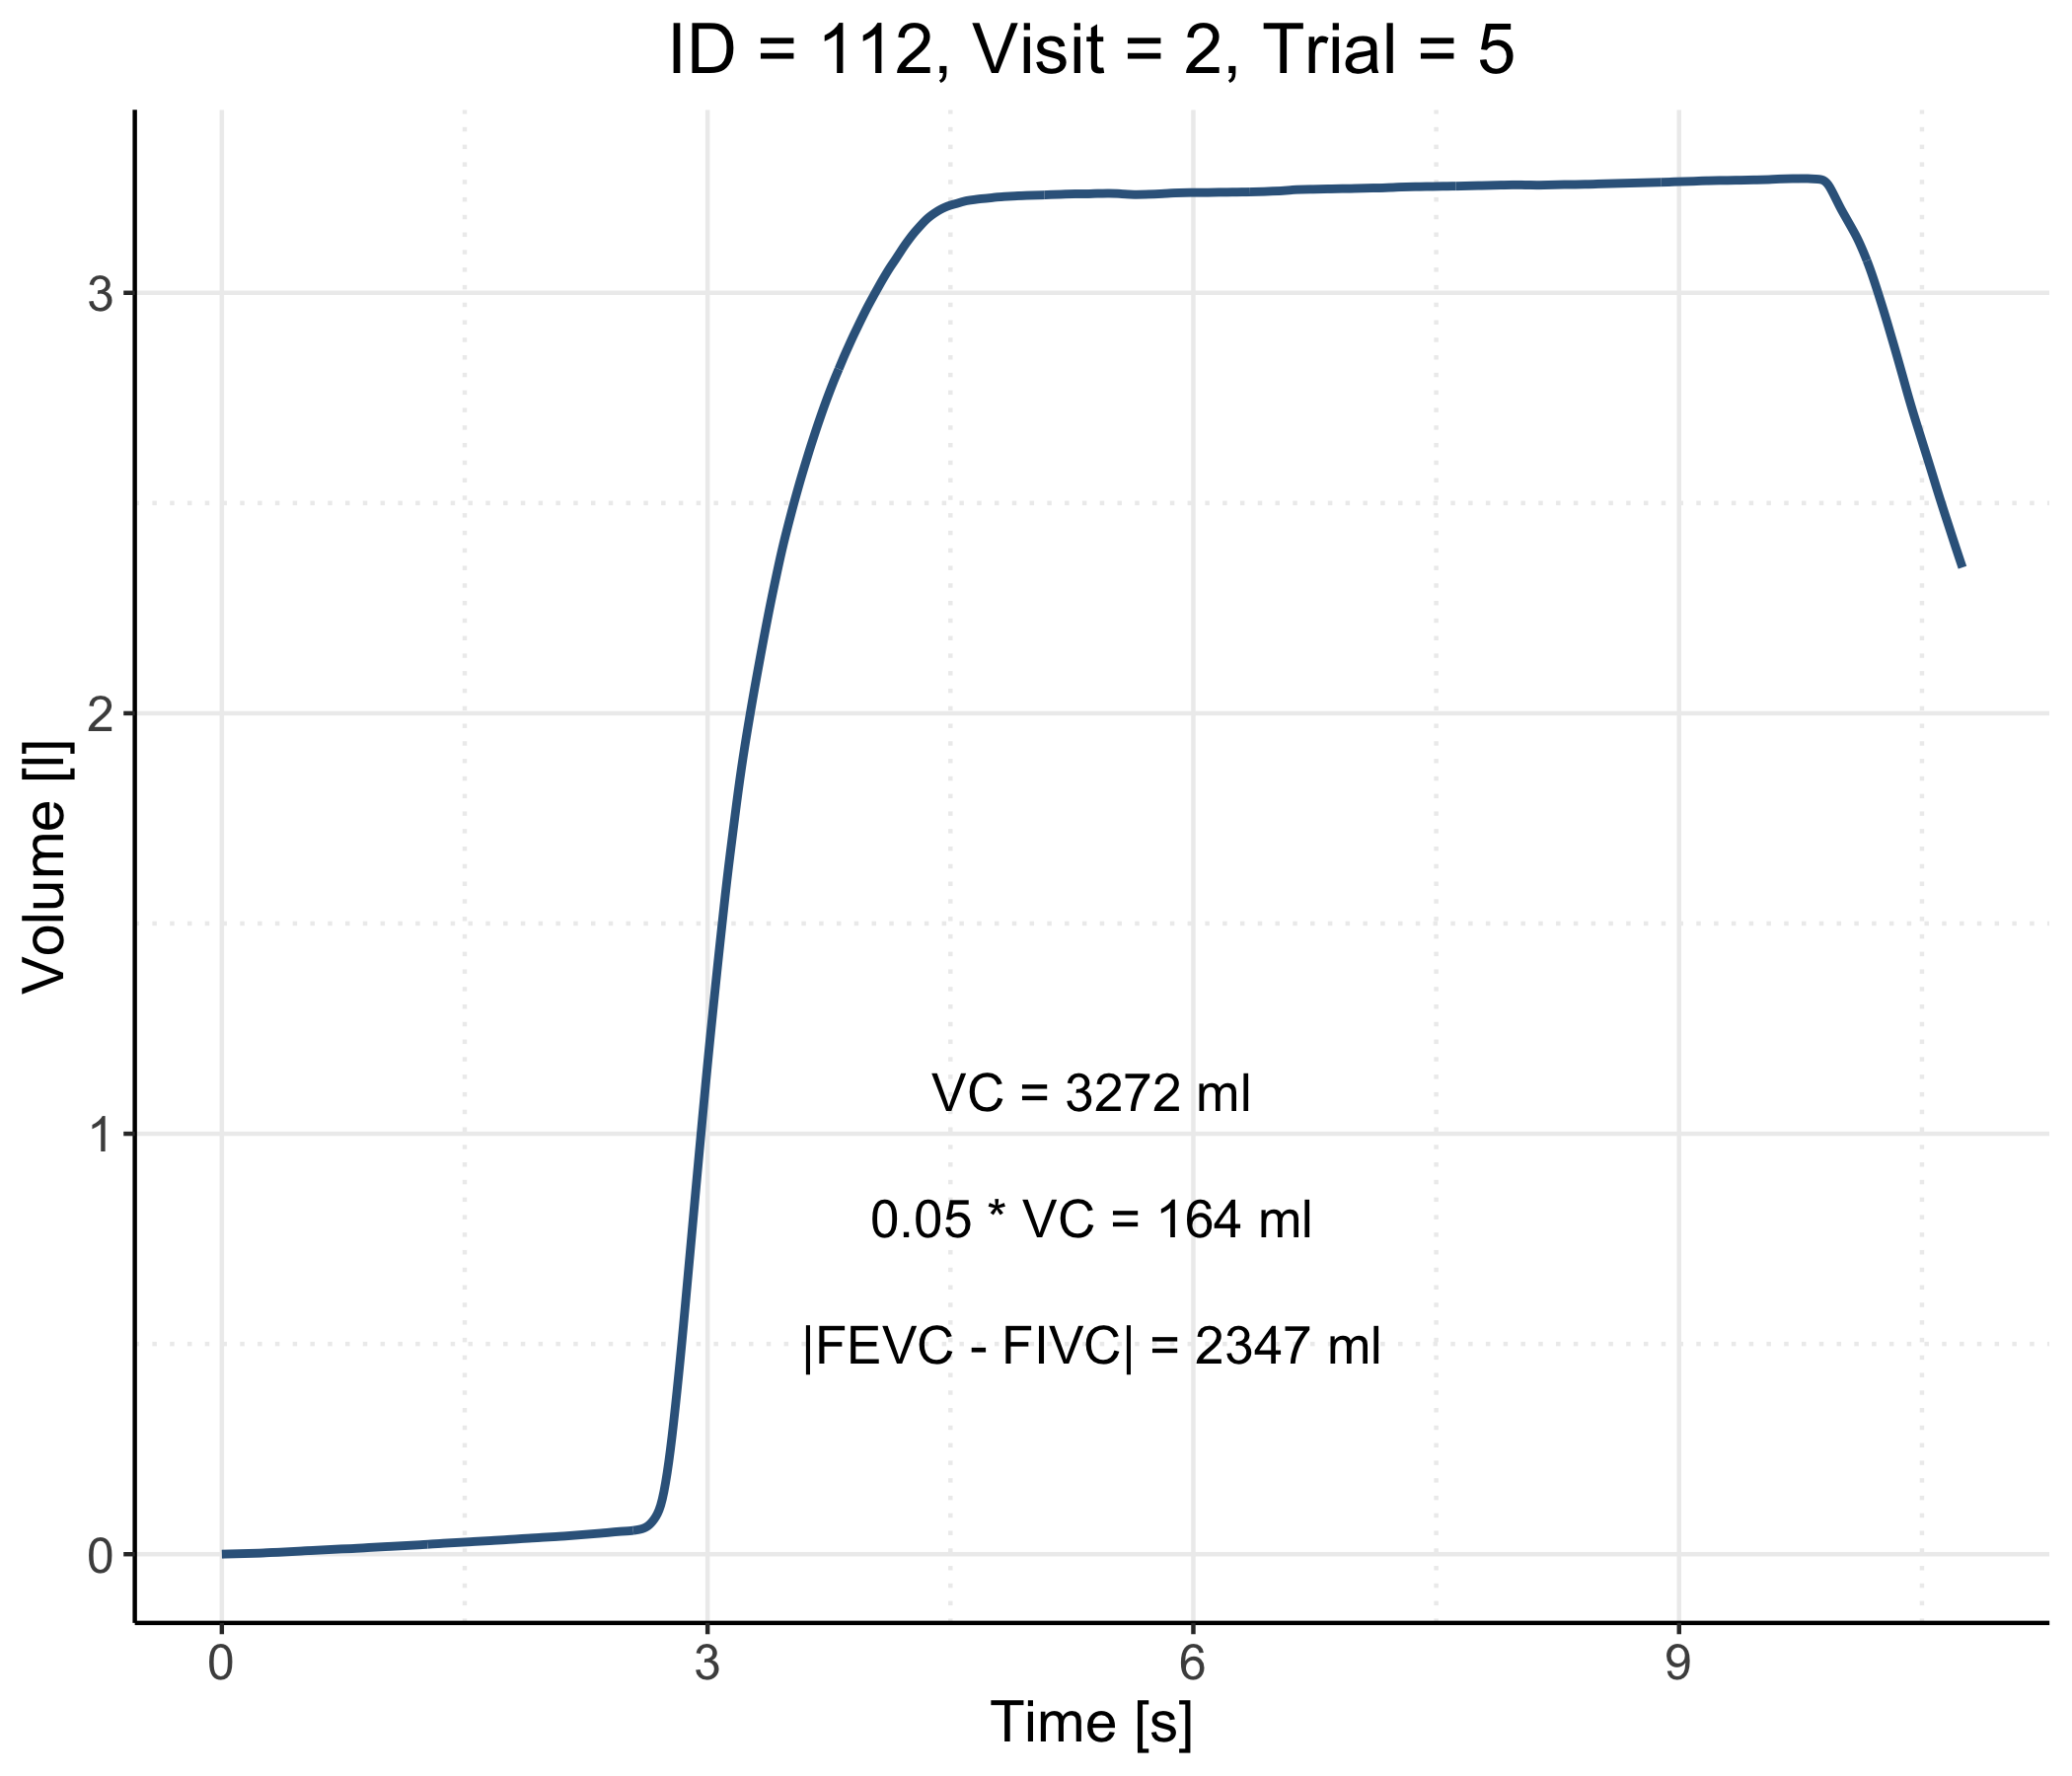 ID = 112, Visit = 2, Trial = 5
Volume [l]
3
2
1
0
VC = 3272 ml
0.05 * VC = 164 ml
|FEVC - FIVC| = 2347 ml
0 3 6 9
Time [s]